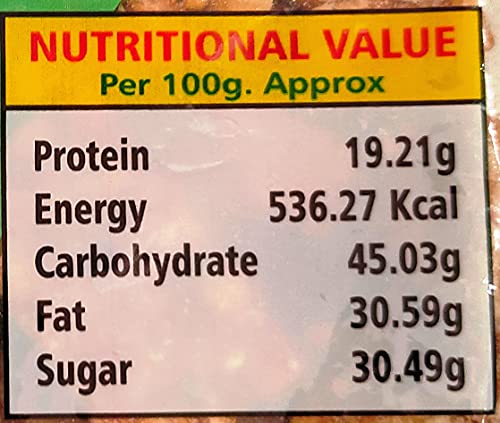 NUTRITIONAL VALUE
Per 100g. Approx
Protein 19.21g
Energy 536.27 Kcal
Carbohydrate 45.03g
Fat 30.59g
Sugar 30.49g